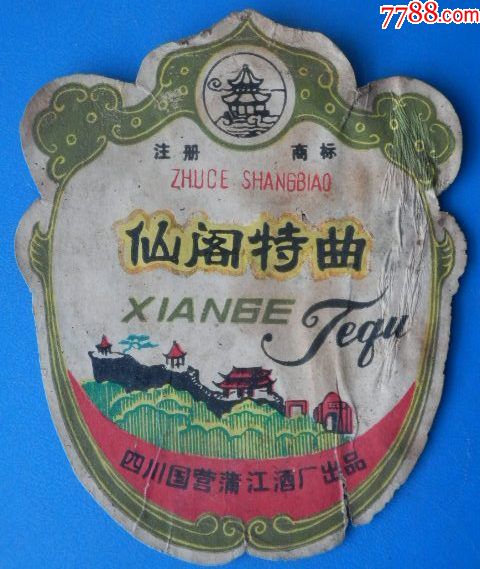 7788.com
注册 商标
ZHUCE SHANGBIAO
仙阁特曲
XIANGE Tequ
四川国营蒲江酒厂出品